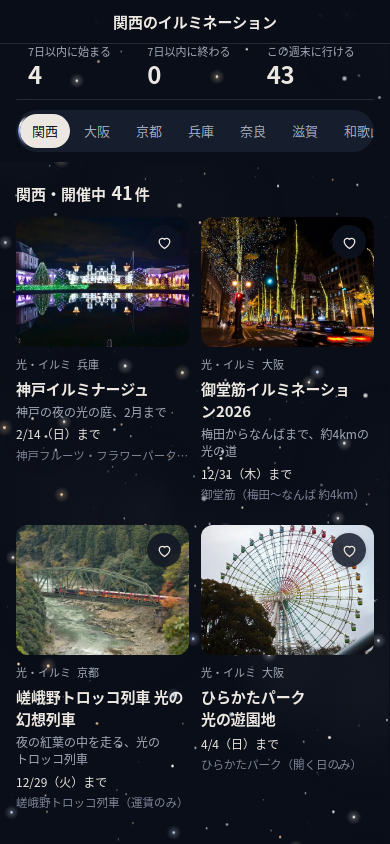 関西のイルミネーション
7日以内に始まる 7日以内に終わる この週末に行ける
4 0 43
関西 大阪 京都 兵庫 奈良 滋賀 和歌
関西・開催中 41件
光・イルミ 兵庫
神戸イルミナージュ
神戸の夜の光の庭、2月まで
2/14（日）まで
神戸フルーツ・フラワーパーク…
光・イルミ 大阪
御堂筋イルミネーショ
ン2026
梅田からなんばまで、約4kmの
光の道
12/31（木）まで
御堂筋（梅田〜なんば 約4km）
光・イルミ 京都
嵯峨野トロッコ列車 光の
幻想列車
夜の紅葉の中を走る、光の
トロッコ列車
12/29（火）まで
嵯峨野トロッコ列車（運賃のみ）
光・イルミ 大阪
ひらかたパーク
光の遊園地
4/4（日）まで
ひらかたパーク（開く日のみ）